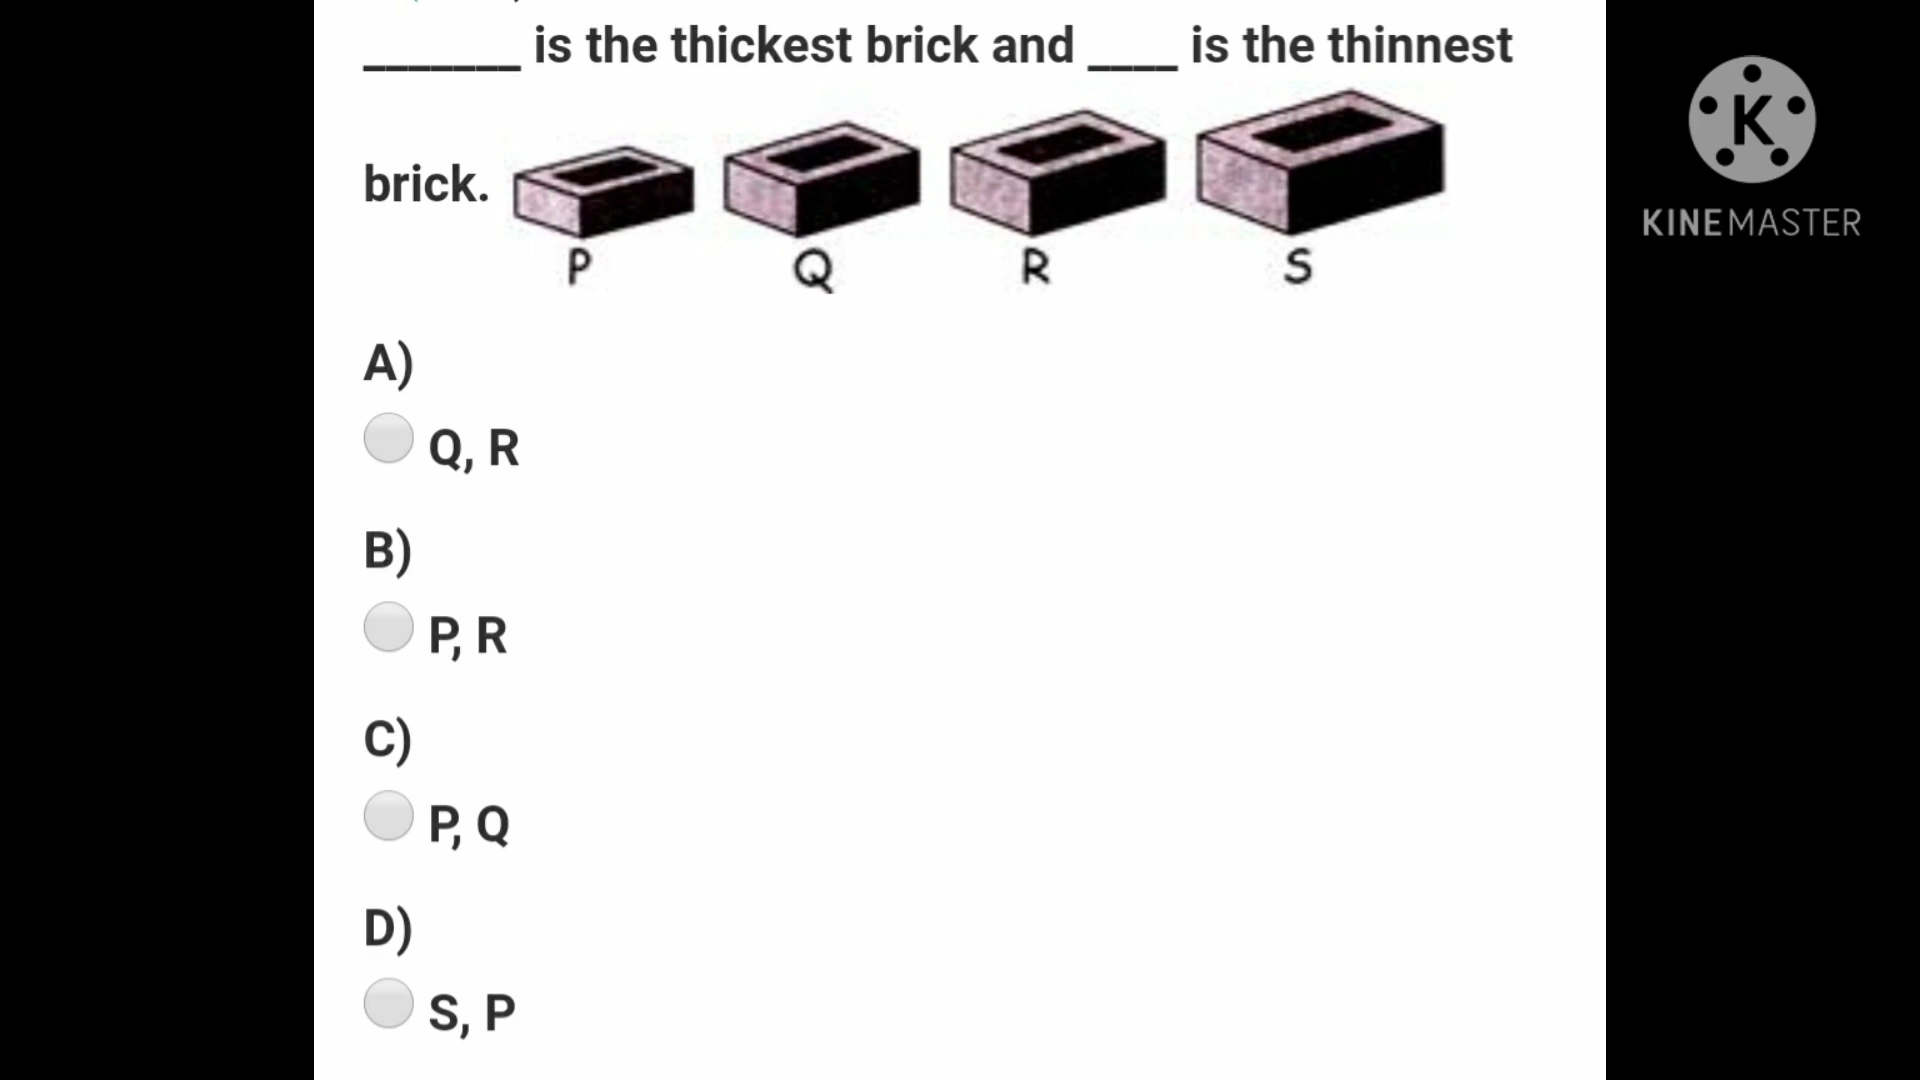 _______ is the thickest brick and ____ is the thinnest
brick.
P Q R S
A)
Q, R
B)
P, R
C)
P, Q
D)
S, P
KINEMASTER